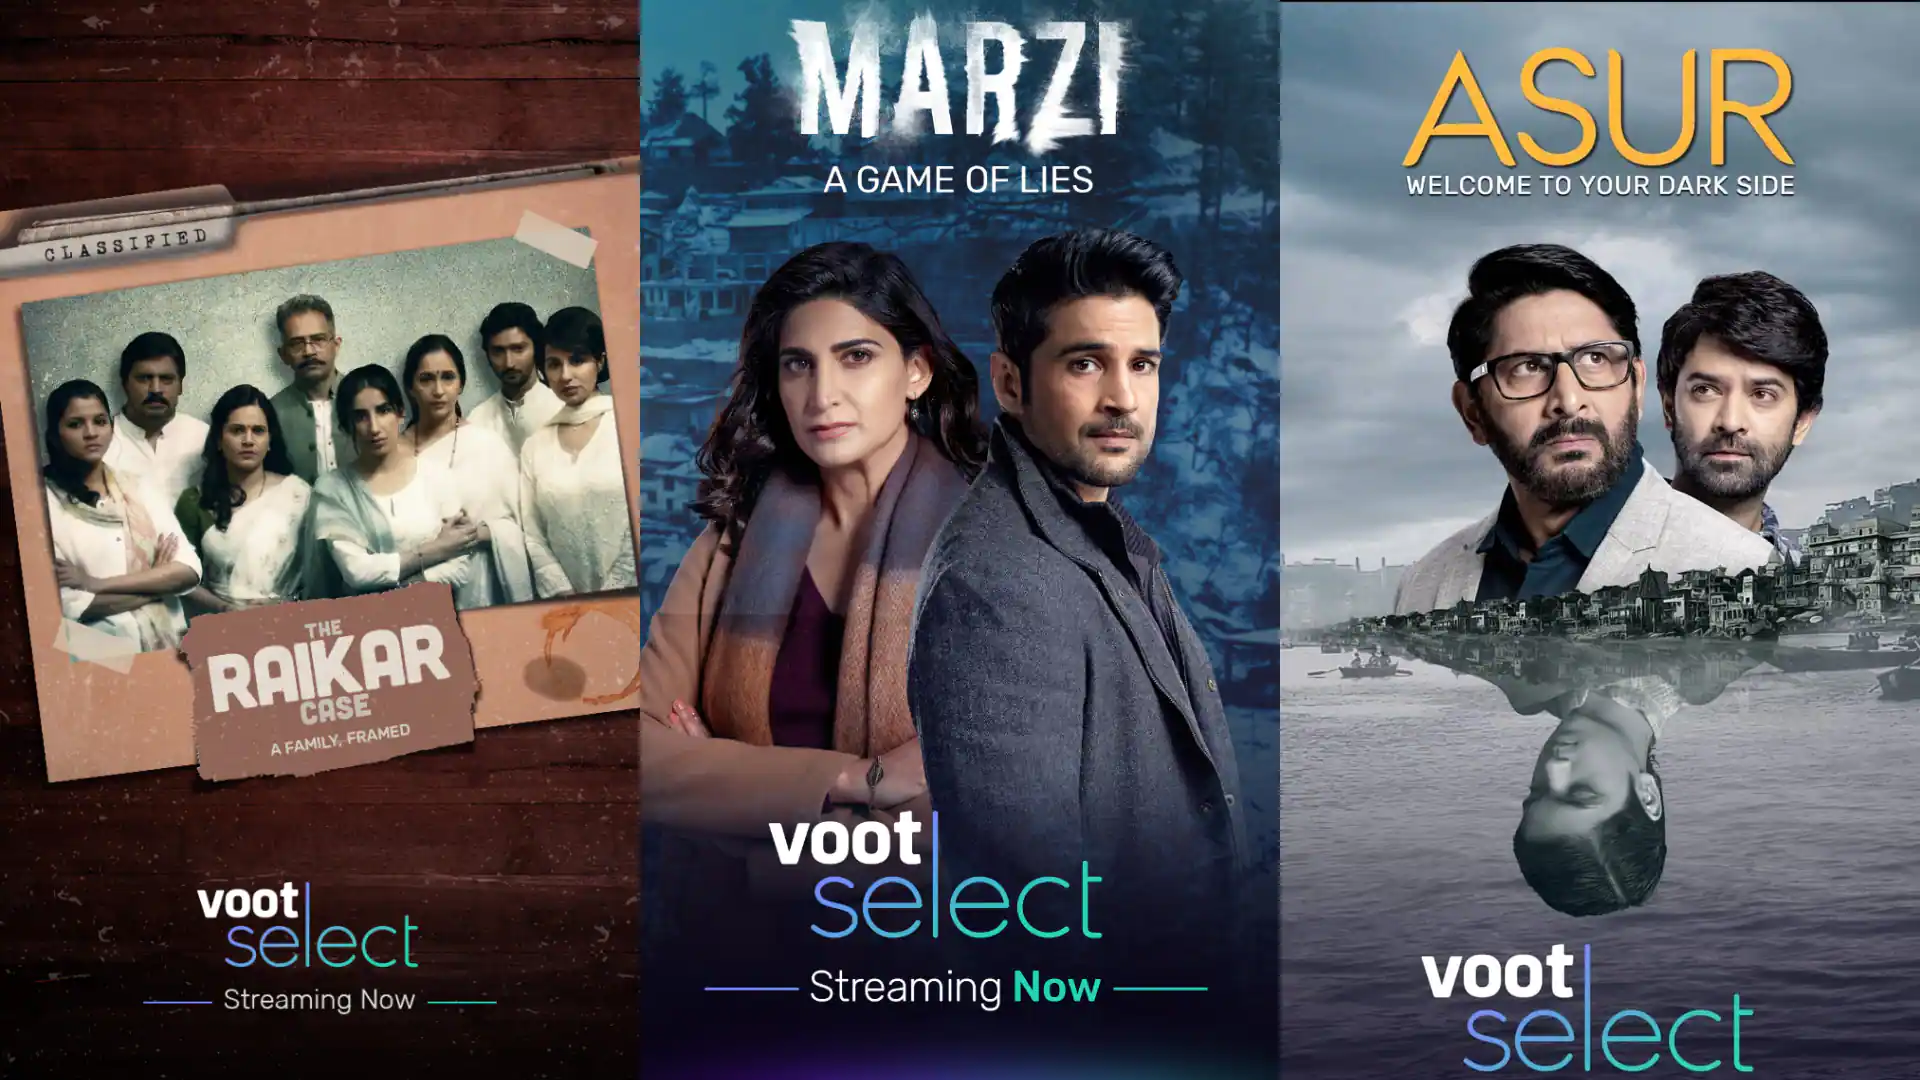 CLASSIFIED
THE
RAIKAR
CASE
A FAMILY, FRAMED
voot
select
Streaming Now
MARZI
A GAME OF LIES
voot
select
Streaming Now
ASUR
WELCOME TO YOUR DARK SIDE
voot
select